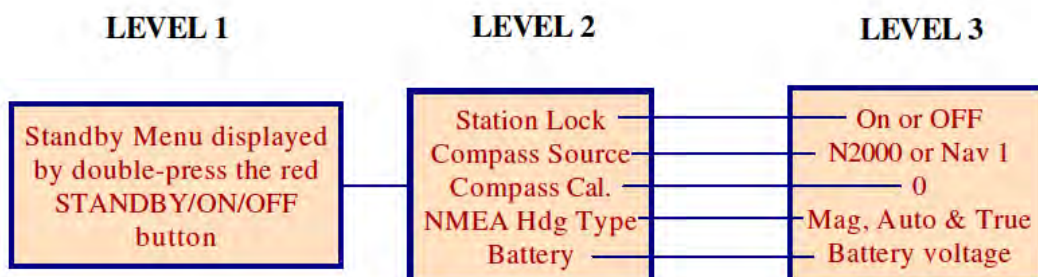 LEVEL 1
LEVEL 2
LEVEL 3
Standby Menu displayed
by double-press the red
STANDBY/ON/OFF
button
Station Lock
Compass Source
Compass Cal.
NMEA Hdg Type
Battery
On or OFF
N2000 or Nav 1
0
Mag, Auto & True
Battery voltage